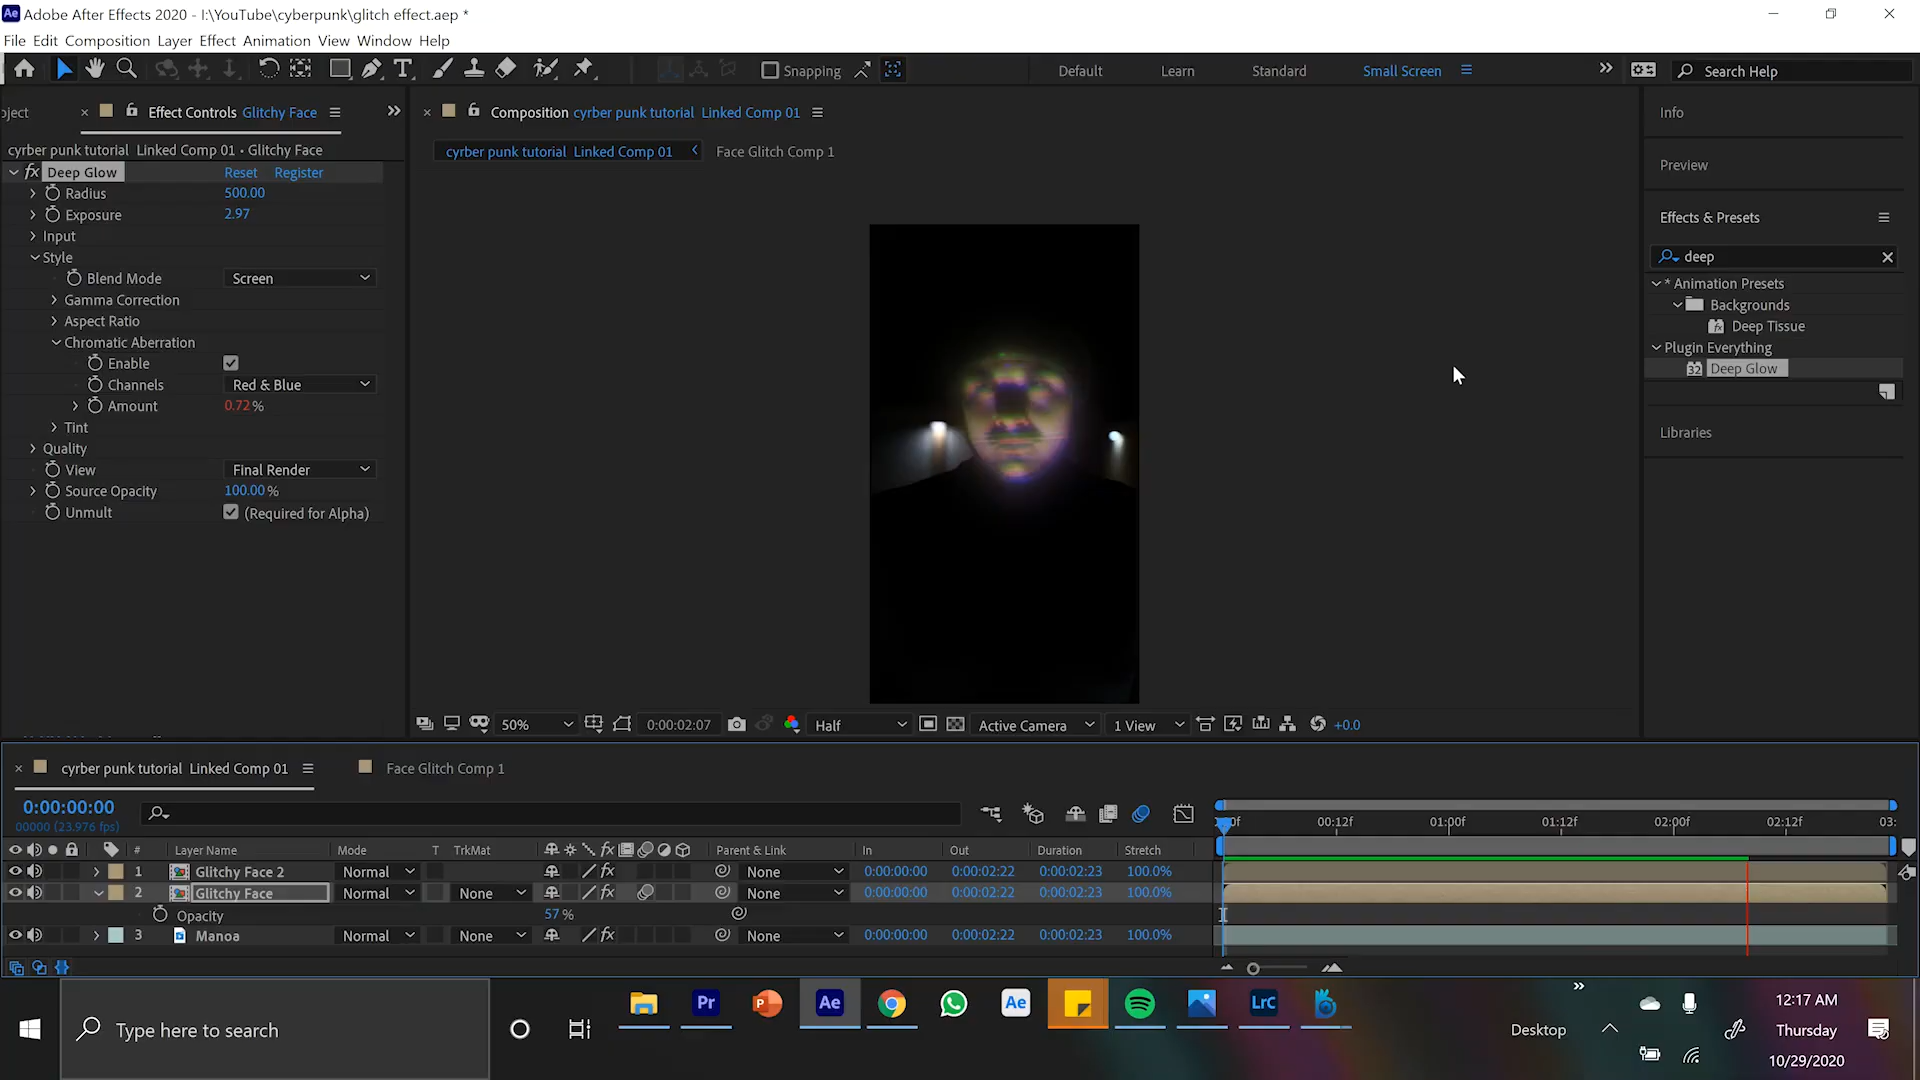 Adobe After Effects 2020 - I:\YouTube\cyberpunk\glitch effect.aep *
File Edit Composition Layer Effect Animation View Window Help
Snapping
Default
Learn
Standard
Small Screen
Search Help
oject
Effect Controls Glitchy Face
Composition cyrber punk tutorial Linked Comp 01
Info
cyrber punk tutorial Linked Comp 01 • Glitchy Face
cyrber punk tutorial Linked Comp 01
Face Glitch Comp 1
Preview
fx Deep Glow Reset Register
Radius 500.00
Exposure 2.97
Effects & Presets
Input
Style
deep
Blend Mode Screen
* Animation Presets
Gamma Correction
Backgrounds
Aspect Ratio
Deep Tissue
Chromatic Aberration
Plugin Everything
Enable
32 Deep Glow
Channels Red & Blue
Amount 0.72 %
Tint
Libraries
Quality
View Final Render
Source Opacity 100.00 %
Unmult (Required for Alpha)
50%
0:00:02:07
Half
Active Camera
1 View
+0.0
cyrber punk tutorial Linked Comp 01
Face Glitch Comp 1
0:00:00:00
00000 (23.976 fps)
00:12f 01:00f 01:12f 02:00f 02:12f 03:
# Layer Name Mode T TrkMat fx Parent & Link In Out Duration Stretch
1 Glitchy Face 2 Normal fx None 0:00:00:00 0:00:02:22 0:00:02:23 100.0%
2 Glitchy Face Normal None fx None 0:00:00:00 0:00:02:22 0:00:02:23 100.0%
Opacity 57 %
3 Manoa Normal None fx None 0:00:00:00 0:00:02:22 0:00:02:23 100.0%
Type here to search
Pr
Ae
Ae
LrC
Desktop
12:17 AM
Thursday
10/29/2020